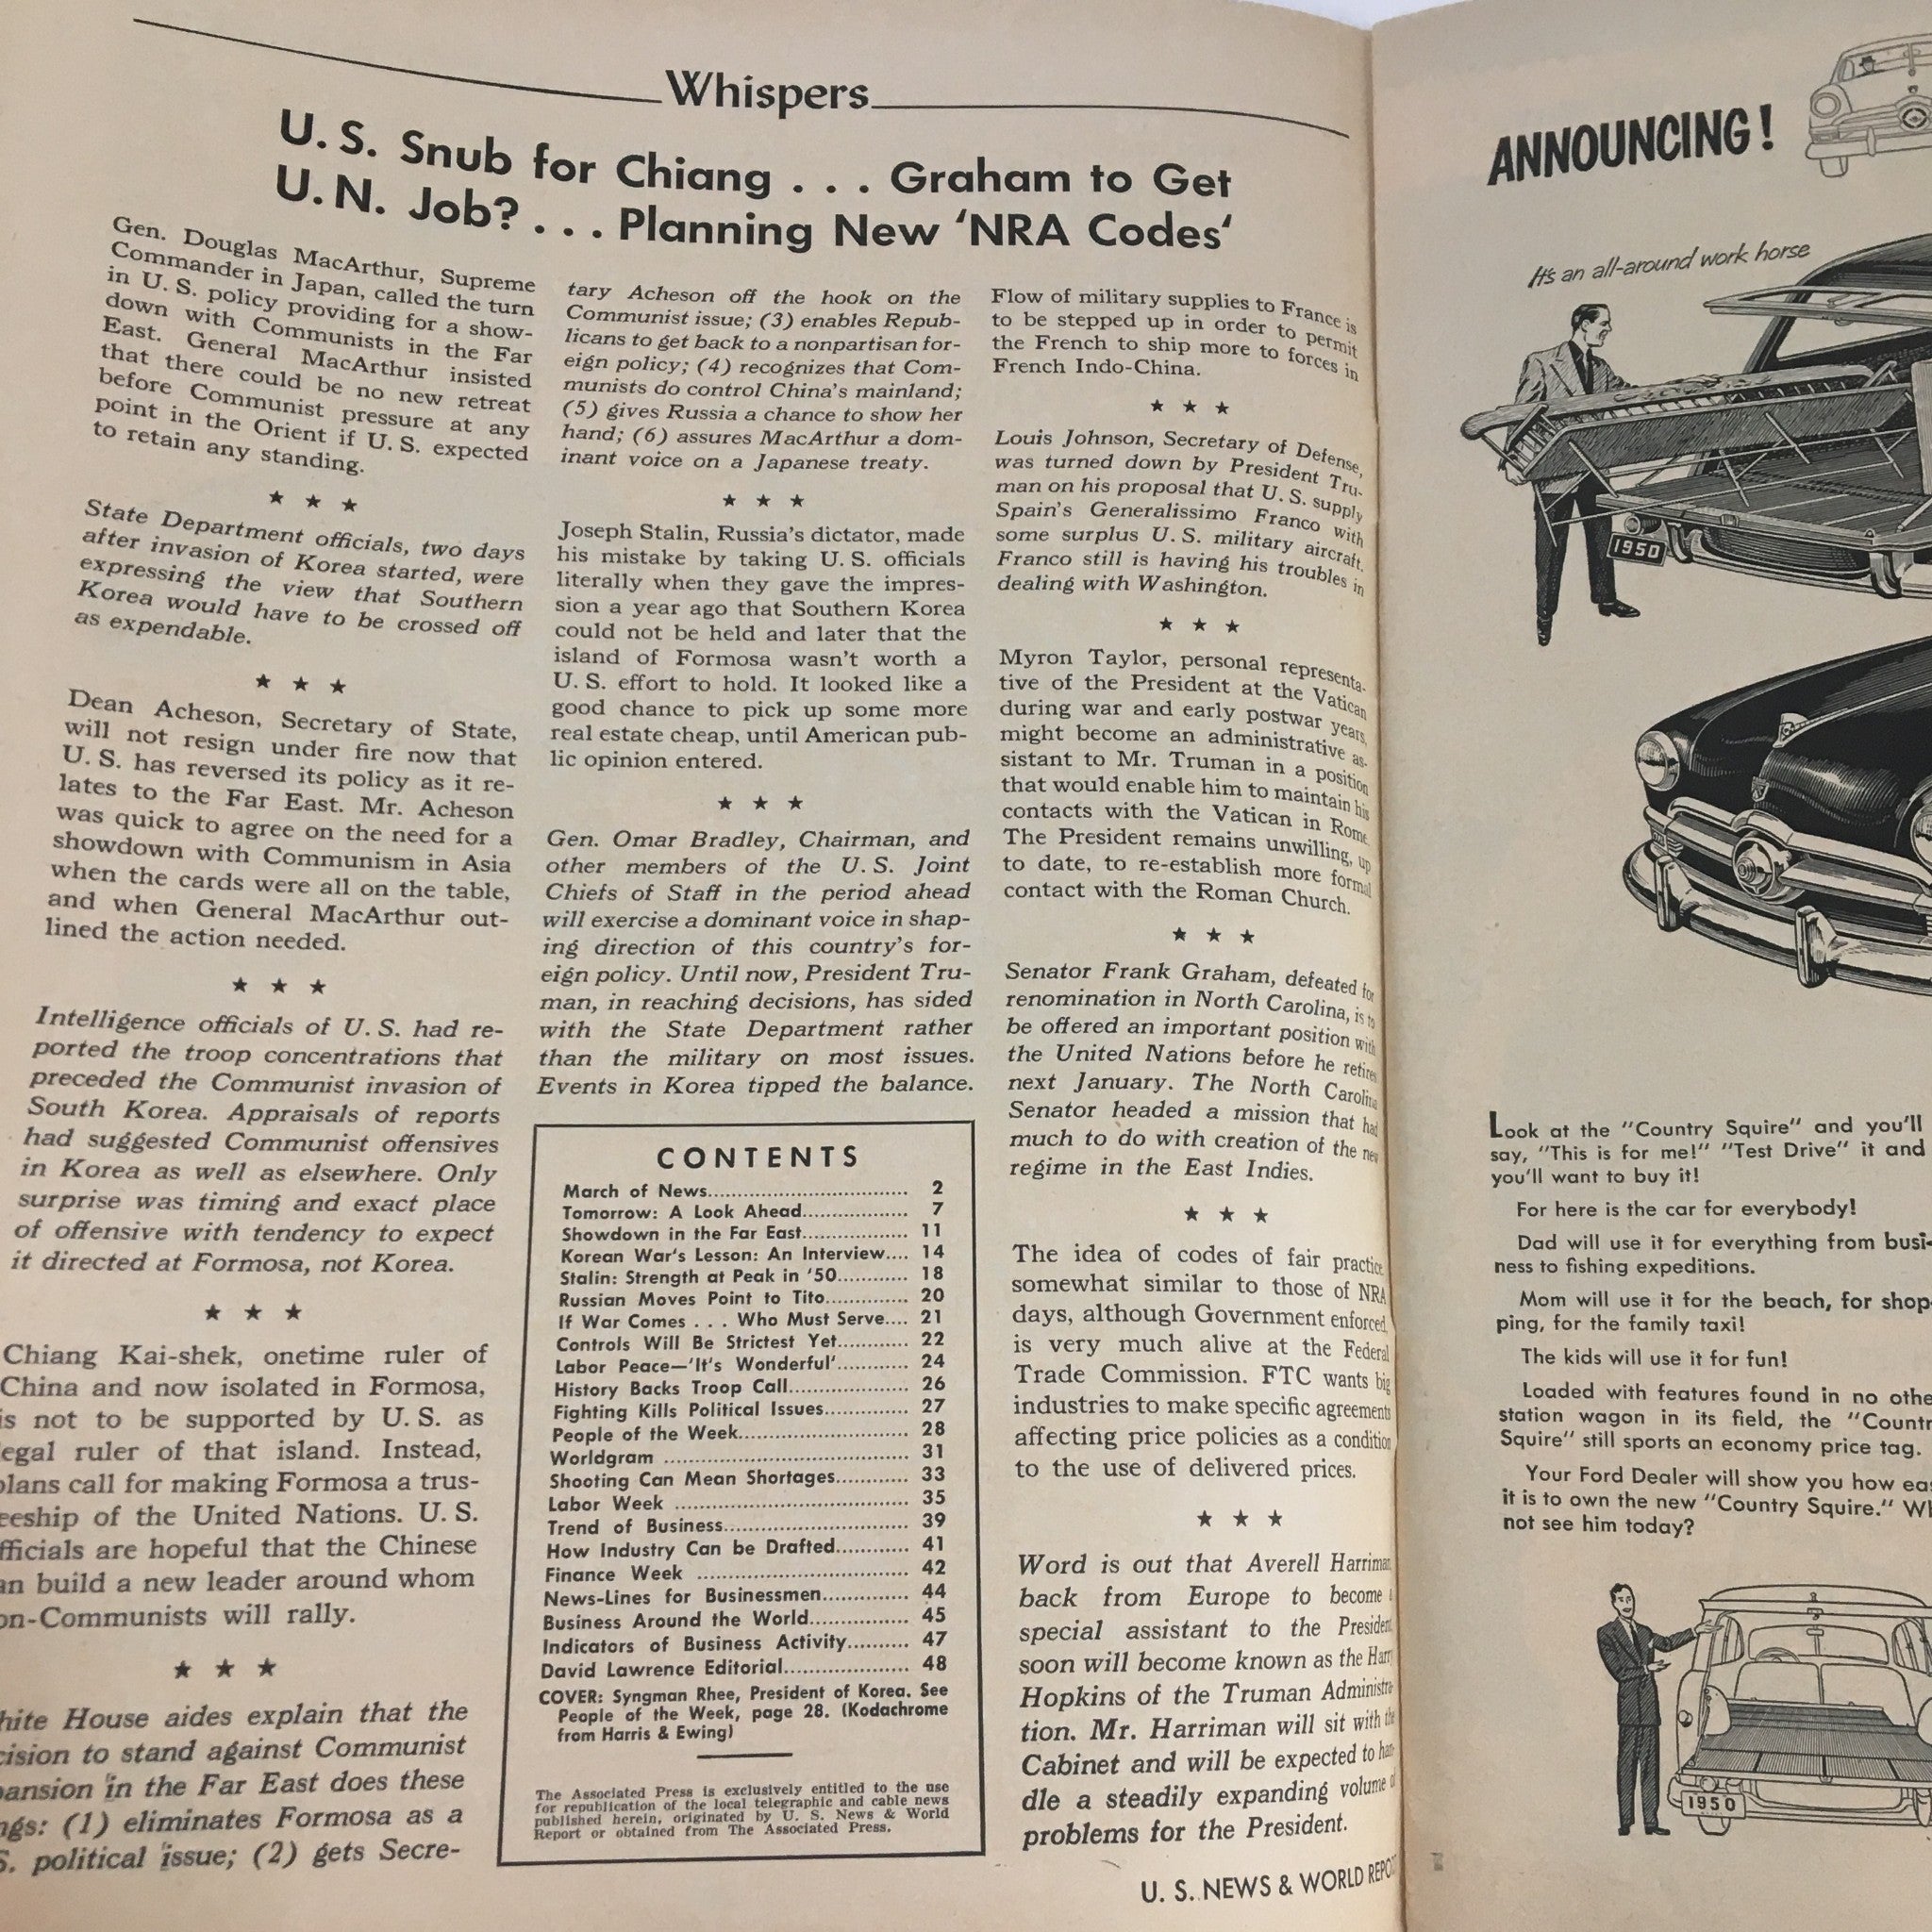 Whispers
U. S. Snub for Chiang . . . Graham to Get
U. N. Job? . . . Planning New 'NRA Codes'
Gen. Douglas MacArthur, Supreme
Commander in Japan, called the turn
in U. S. policy providing for a show-
down with Communists in the Far
East. General MacArthur insisted
that there could be no new retreat
before Communist pressure at any
point in the Orient if U. S. expected
to retain any standing.
★ ★ ★
State Department officials, two days
after invasion of Korea started, were
expressing the view that Southern
Korea would have to be crossed off
as expendable.
★ ★ ★
Dean Acheson, Secretary of State,
will not resign under fire now that
U. S. has reversed its policy as it re-
lates to the Far East. Mr. Acheson
was quick to agree on the need for a
showdown with Communism in Asia
when the cards were all on the table,
and when General MacArthur out-
lined the action needed.
★ ★ ★
Intelligence officials of U. S. had re-
ported the troop concentrations that
preceded the Communist invasion of
South Korea. Appraisals of reports
had suggested Communist offensives
in Korea as well as elsewhere. Only
surprise was timing and exact place
of offensive with tendency to expect
it directed at Formosa, not Korea.
★ ★ ★
Chiang Kai-shek, onetime ruler of
China and now isolated in Formosa,
is not to be supported by U. S. as
egal ruler of that island. Instead,
plans call for making Formosa a trus-
eeship of the United Nations. U. S.
fficials are hopeful that the Chinese
an build a new leader around whom
on-Communists will rally.
★ ★ ★
hite House aides explain that the
cision to stand against Communist
pansion in the Far East does these
ngs: (1) eliminates Formosa as a
S. political issue; (2) gets Secre-
tary Acheson off the hook on the
Communist issue; (3) enables Repub-
licans to get back to a nonpartisan for-
eign policy; (4) recognizes that Com-
munists do control China's mainland;
(5) gives Russia a chance to show her
hand; (6) assures MacArthur a dom-
inant voice on a Japanese treaty.
★ ★ ★
Joseph Stalin, Russia's dictator, made
his mistake by taking U. S. officials
literally when they gave the impres-
sion a year ago that Southern Korea
could not be held and later that the
island of Formosa wasn't worth a
U. S. effort to hold. It looked like a
good chance to pick up some more
real estate cheap, until American pub-
lic opinion entered.
★ ★ ★
Gen. Omar Bradley, Chairman, and
other members of the U. S. Joint
Chiefs of Staff in the period ahead
will exercise a dominant voice in shap-
ing direction of this country's for-
eign policy. Until now, President Tru-
man, in reaching decisions, has sided
with the State Department rather
than the military on most issues.
Events in Korea tipped the balance.
CONTENTS
March of News.................... 2
Tomorrow: A Look Ahead.................... 7
Showdown in the Far East.................... 11
Korean War's Lesson: An Interview.... 14
Stalin: Strength at Peak in '50............ 18
Russian Moves Point to Tito.............. 20
If War Comes . . . Who Must Serve.... 21
Controls Will Be Strictest Yet............ 22
Labor Peace—'It's Wonderful'............ 24
History Backs Troop Call.................... 26
Fighting Kills Political Issues.............. 27
People of the Week.................... 28
Worldgram .................... 31
Shooting Can Mean Shortages............ 33
Labor Week .................... 35
Trend of Business.................... 39
How Industry Can be Drafted............ 41
Finance Week .................... 42
News-Lines for Businessmen.............. 44
Business Around the World................ 45
Indicators of Business Activity.......... 47
David Lawrence Editorial.................... 48
COVER: Syngman Rhee, President of Korea. See
People of the Week, page 28. (Kodachrome
from Harris & Ewing)
The Associated Press is exclusively entitled to the use
for republication of the local telegraphic and cable news
published herein, originated by U. S. News & World
Report or obtained from The Associated Press.
Flow of military supplies to France is
to be stepped up in order to permit
the French to ship more to forces in
French Indo-China.
★ ★ ★
Louis Johnson, Secretary of Defense,
was turned down by President Tru-
man on his proposal that U. S. supply
Spain's Generalissimo Franco with
some surplus U. S. military aircraft.
Franco still is having his troubles in
dealing with Washington.
★ ★ ★
Myron Taylor, personal representa-
tive of the President at the Vatican
during war and early postwar years,
might become an administrative as-
sistant to Mr. Truman in a position
that would enable him to maintain his
contacts with the Vatican in Rome.
The President remains unwilling, up
to date, to re-establish more formal
contact with the Roman Church.
★ ★ ★
Senator Frank Graham, defeated for
renomination in North Carolina, is to
be offered an important position with
the United Nations before he retires
next January. The North Carolina
Senator headed a mission that had
much to do with creation of the new
regime in the East Indies.
★ ★ ★
The idea of codes of fair practice,
somewhat similar to those of NRA
days, although Government enforced,
is very much alive at the Federal
Trade Commission. FTC wants big
industries to make specific agreements
affecting price policies as a condition
to the use of delivered prices.
★ ★ ★
Word is out that Averell Harriman,
back from Europe to become a
special assistant to the President,
soon will become known as the Harry
Hopkins of the Truman Administra-
tion. Mr. Harriman will sit with the
Cabinet and will be expected to han-
dle a steadily expanding volume of
problems for the President.
U. S. NEWS & WORLD REPO
ANNOUNCING!
It's an all-around work horse
1950
Look at the "Country Squire" and you'll
say, "This is for me!" "Test Drive" it and
you'll want to buy it!
For here is the car for everybody!
Dad will use it for everything from busi-
ness to fishing expeditions.
Mom will use it for the beach, for shop-
ping, for the family taxi!
The kids will use it for fun!
Loaded with features found in no othe
station wagon in its field, the "Countr
Squire" still sports an economy price tag.
Your Ford Dealer will show you how eas
it is to own the new "Country Squire." Wh
not see him today?
1950